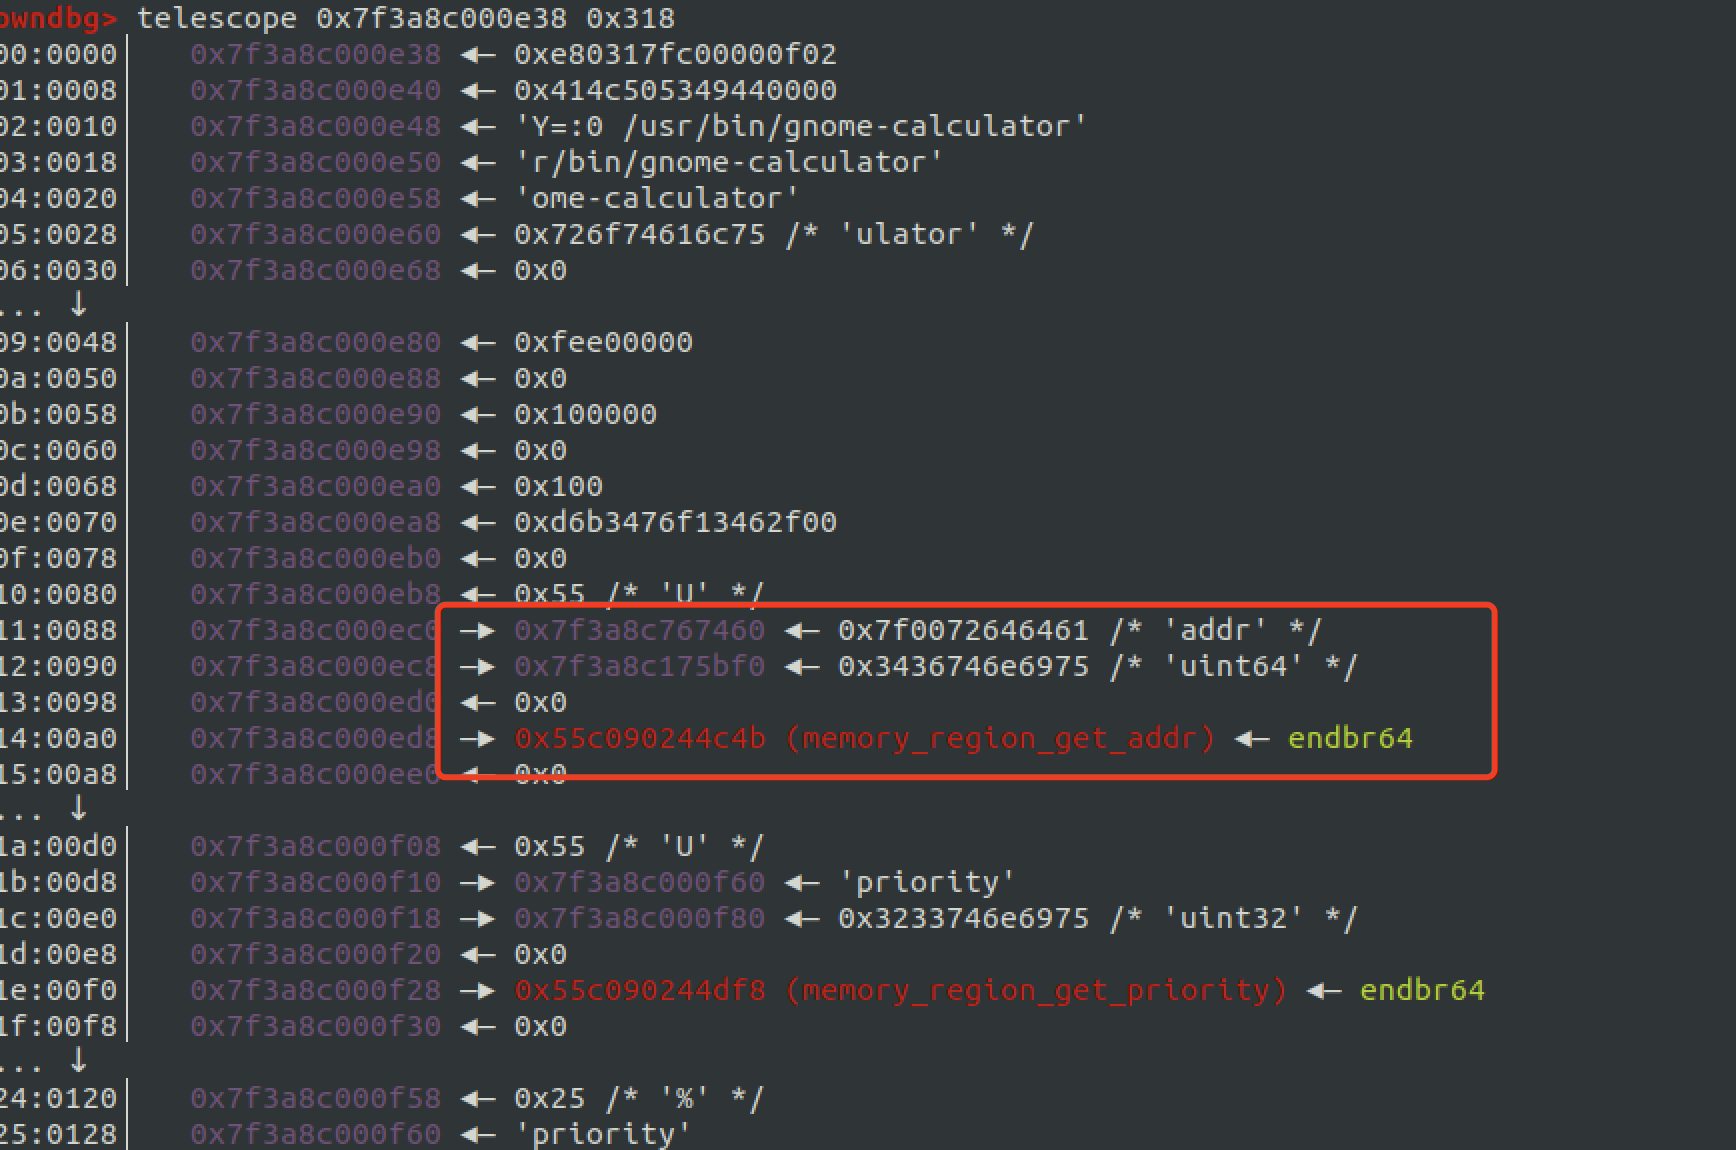 pwndbg> telescope 0x7f3a8c000e38 0x318
00:0000│ 0x7f3a8c000e38 ◂— 0xe80317fc00000f02
01:0008│ 0x7f3a8c000e40 ◂— 0x414c505349440000
02:0010│ 0x7f3a8c000e48 ◂— 'Y=:0 /usr/bin/gnome-calculator'
03:0018│ 0x7f3a8c000e50 ◂— 'r/bin/gnome-calculator'
04:0020│ 0x7f3a8c000e58 ◂— 'ome-calculator'
05:0028│ 0x7f3a8c000e60 ◂— 0x726f74616c75 /* 'ulator' */
06:0030│ 0x7f3a8c000e68 ◂— 0x0
... ↓
09:0048│ 0x7f3a8c000e80 ◂— 0xfee00000
0a:0050│ 0x7f3a8c000e88 ◂— 0x0
0b:0058│ 0x7f3a8c000e90 ◂— 0x100000
0c:0060│ 0x7f3a8c000e98 ◂— 0x0
0d:0068│ 0x7f3a8c000ea0 ◂— 0x100
0e:0070│ 0x7f3a8c000ea8 ◂— 0xd6b3476f13462f00
0f:0078│ 0x7f3a8c000eb0 ◂— 0x0
10:0080│ 0x7f3a8c000eb8 ◂— 0x55 /* 'U' */
11:0088│ 0x7f3a8c000ec0 —▸ 0x7f3a8c767460 ◂— 0x7f0072646461 /* 'addr' */
12:0090│ 0x7f3a8c000ec8 —▸ 0x7f3a8c175bf0 ◂— 0x3436746e6975 /* 'uint64' */
13:0098│ 0x7f3a8c000ed0 ◂— 0x0
14:00a0│ 0x7f3a8c000ed8 —▸ 0x55c090244c4b (memory_region_get_addr) ◂— endbr64
15:00a8│ 0x7f3a8c000ee0 ◂— 0x0
... ↓
1a:00d0│ 0x7f3a8c000f08 ◂— 0x55 /* 'U' */
1b:00d8│ 0x7f3a8c000f10 —▸ 0x7f3a8c000f60 ◂— 'priority'
1c:00e0│ 0x7f3a8c000f18 —▸ 0x7f3a8c000f80 ◂— 0x3233746e6975 /* 'uint32' */
1d:00e8│ 0x7f3a8c000f20 ◂— 0x0
1e:00f0│ 0x7f3a8c000f28 —▸ 0x55c090244df8 (memory_region_get_priority) ◂— endbr64
1f:00f8│ 0x7f3a8c000f30 ◂— 0x0
... ↓
24:0120│ 0x7f3a8c000f58 ◂— 0x25 /* '%' */
25:0128│ 0x7f3a8c000f60 ◂— 'priority'